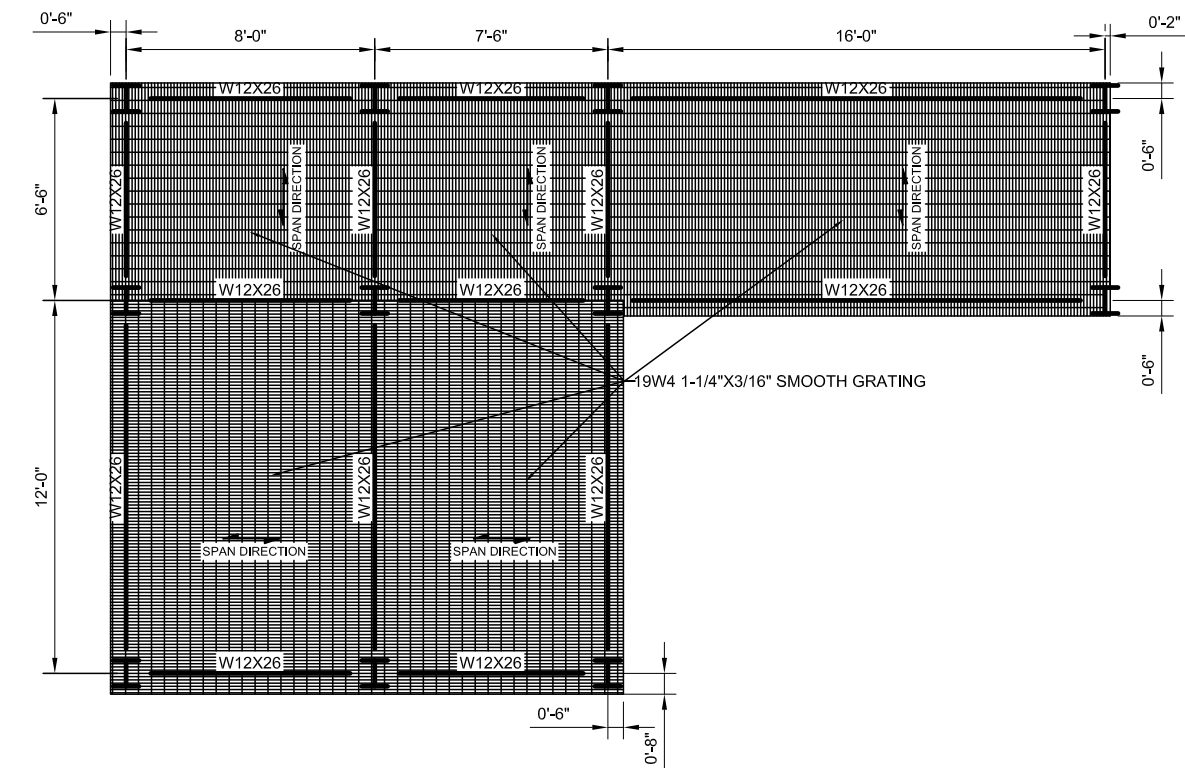 0'-6"
8'-0"
7'-6"
16'-0"
0'-2"
W12X26
W12X26
W12X26
6'-6"
W12X26
SPAN DIRECTION
W12X26
SPAN DIRECTION
W12X26
SPAN DIRECTION
W12X26
0'-6"
W12X26
W12X26
W12X26
0'-6"
19W4 1-1/4"X3/16" SMOOTH GRATING
12'-0"
W12X26
W12X26
W12X26
SPAN DIRECTION
SPAN DIRECTION
W12X26
W12X26
0'-6"
0'-8"